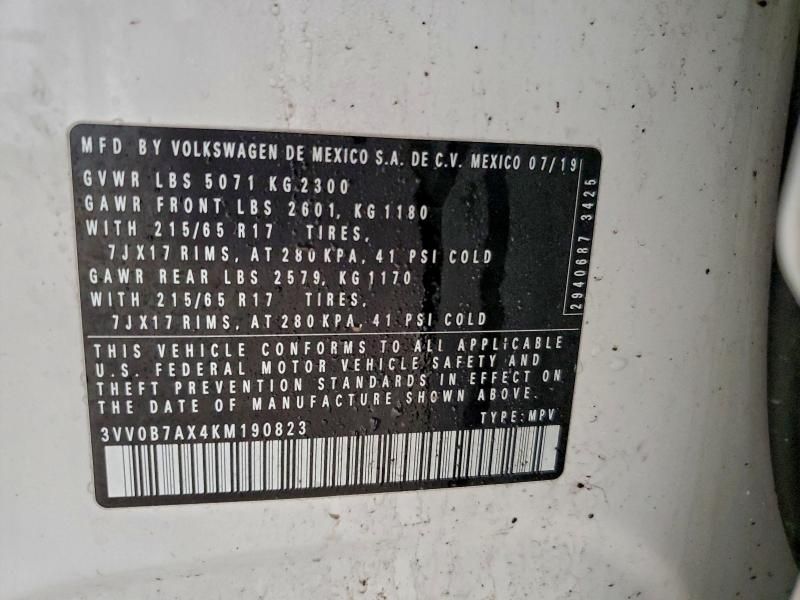 MFD BY VOLKSWAGEN DE MEXICO S.A. DE C.V. MEXICO 07/19
GVWR LBS 5071 KG.2300
GAWR FRONT LBS 2601, KG 1180
WITH 215/65 R17 TIRES,
7JX17 RIMS, AT 280 KPA, 41 PSI COLD
GAWR REAR LBS 2579, KG 1170
WITH 215/65 R17 TIRES,
7JX17 RIMS, AT 280 KPA, 41 PSI COLD
2940687 3425
THIS VEHICLE CONFORMS TO ALL APPLICABLE
U.S. FEDERAL MOTOR VEHICLE SAFETY AND
THEFT PREVENTION STANDARDS IN EFFECT ON
THE DATE OF MANUFACTURE SHOWN ABOVE.
3VV0B7AX4KM190823 TYPE:MPV